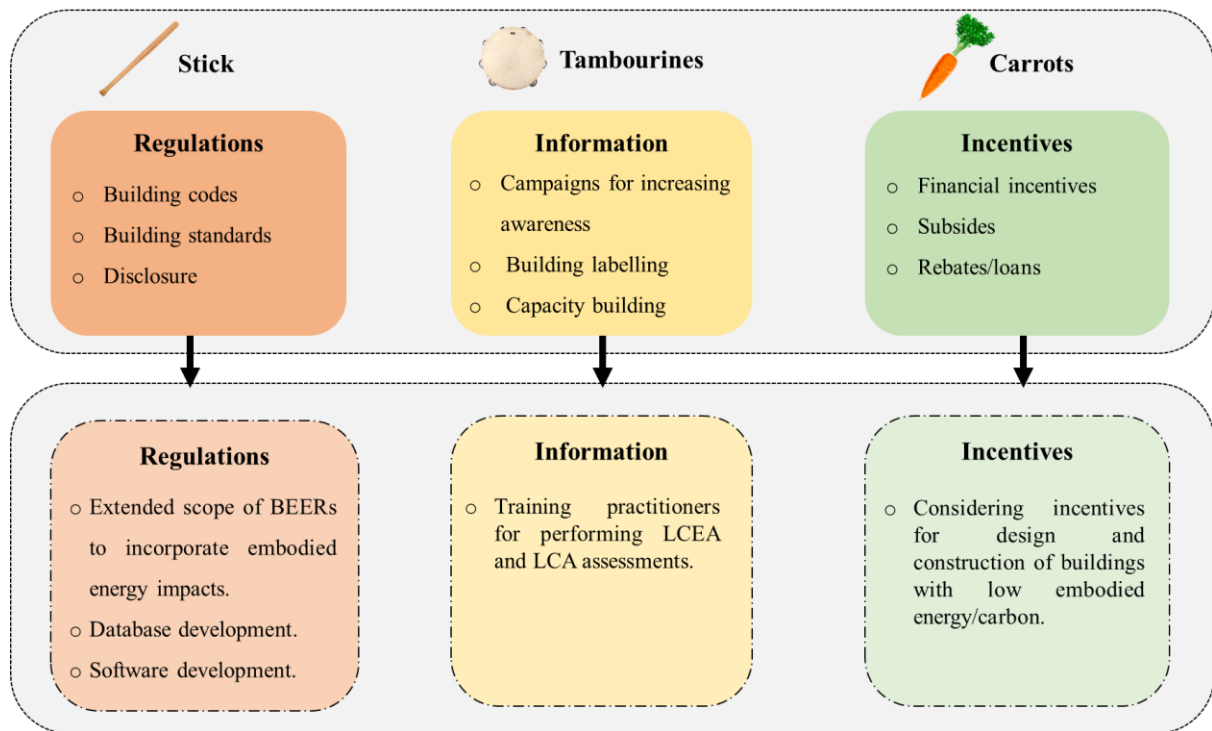 Stick
Tambourines
Carrots
Regulations
○ Building codes
○ Building standards
○ Disclosure
Information
○ Campaigns for increasing
awareness
○ Building labelling
○ Capacity building
Incentives
○ Financial incentives
○ Subsides
○ Rebates/loans
Regulations
○ Extended scope of BEERs
to incorporate embodied
energy impacts.
○ Database development.
○ Software development.
Information
○ Training practitioners
for performing LCEA
and LCA assessments.
Incentives
○ Considering incentives
for design and
construction of buildings
with low embodied
energy/carbon.